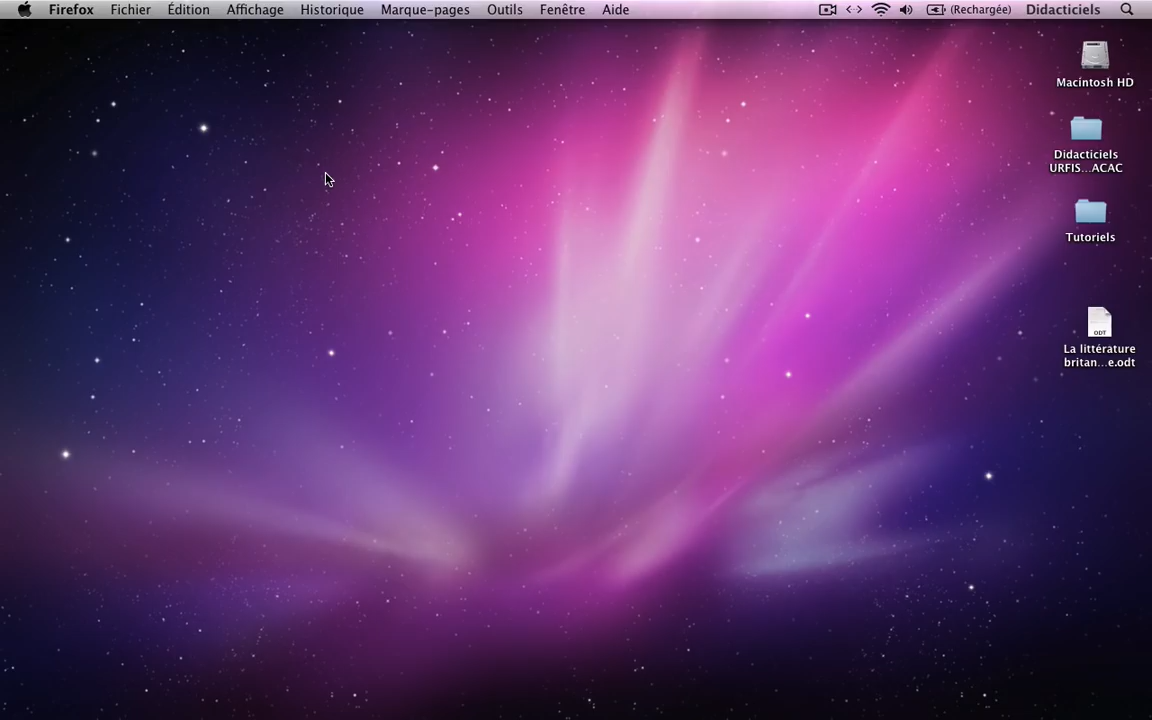 Firefox Fichier Édition Affichage Historique Marque-pages Outils Fenêtre Aide (Rechargée) Didacticiels
Macintosh HD
Didacticiels
URFIS...ACAC
Tutoriels
ODT
La littérature
britan...e.odt